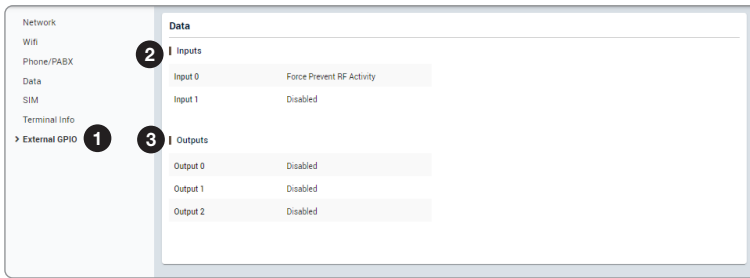 Network
Wifi
Phone/PABX
Data
SIM
Terminal Info
> External GPIO 1
Data
2 Inputs
Input 0 Force Prevent RF Activity
Input 1 Disabled
3 Outputs
Output 0 Disabled
Output 1 Disabled
Output 2 Disabled